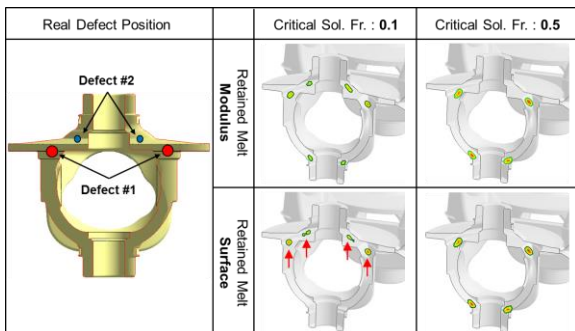 Real Defect Position
Critical Sol. Fr. : 0.1
Critical Sol. Fr. : 0.5
Defect #2
Defect #1
Retained Melt
Modulus
Retained Melt
Surface